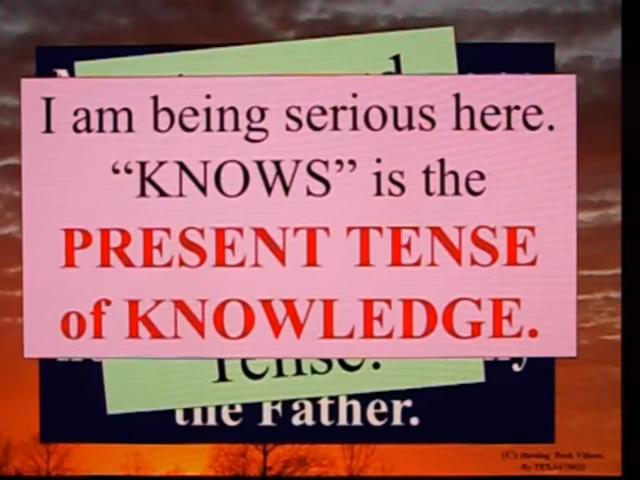 I am being serious here.
“KNOWS” is the
PRESENT TENSE
of KNOWLEDGE.
Tense.
the Father.